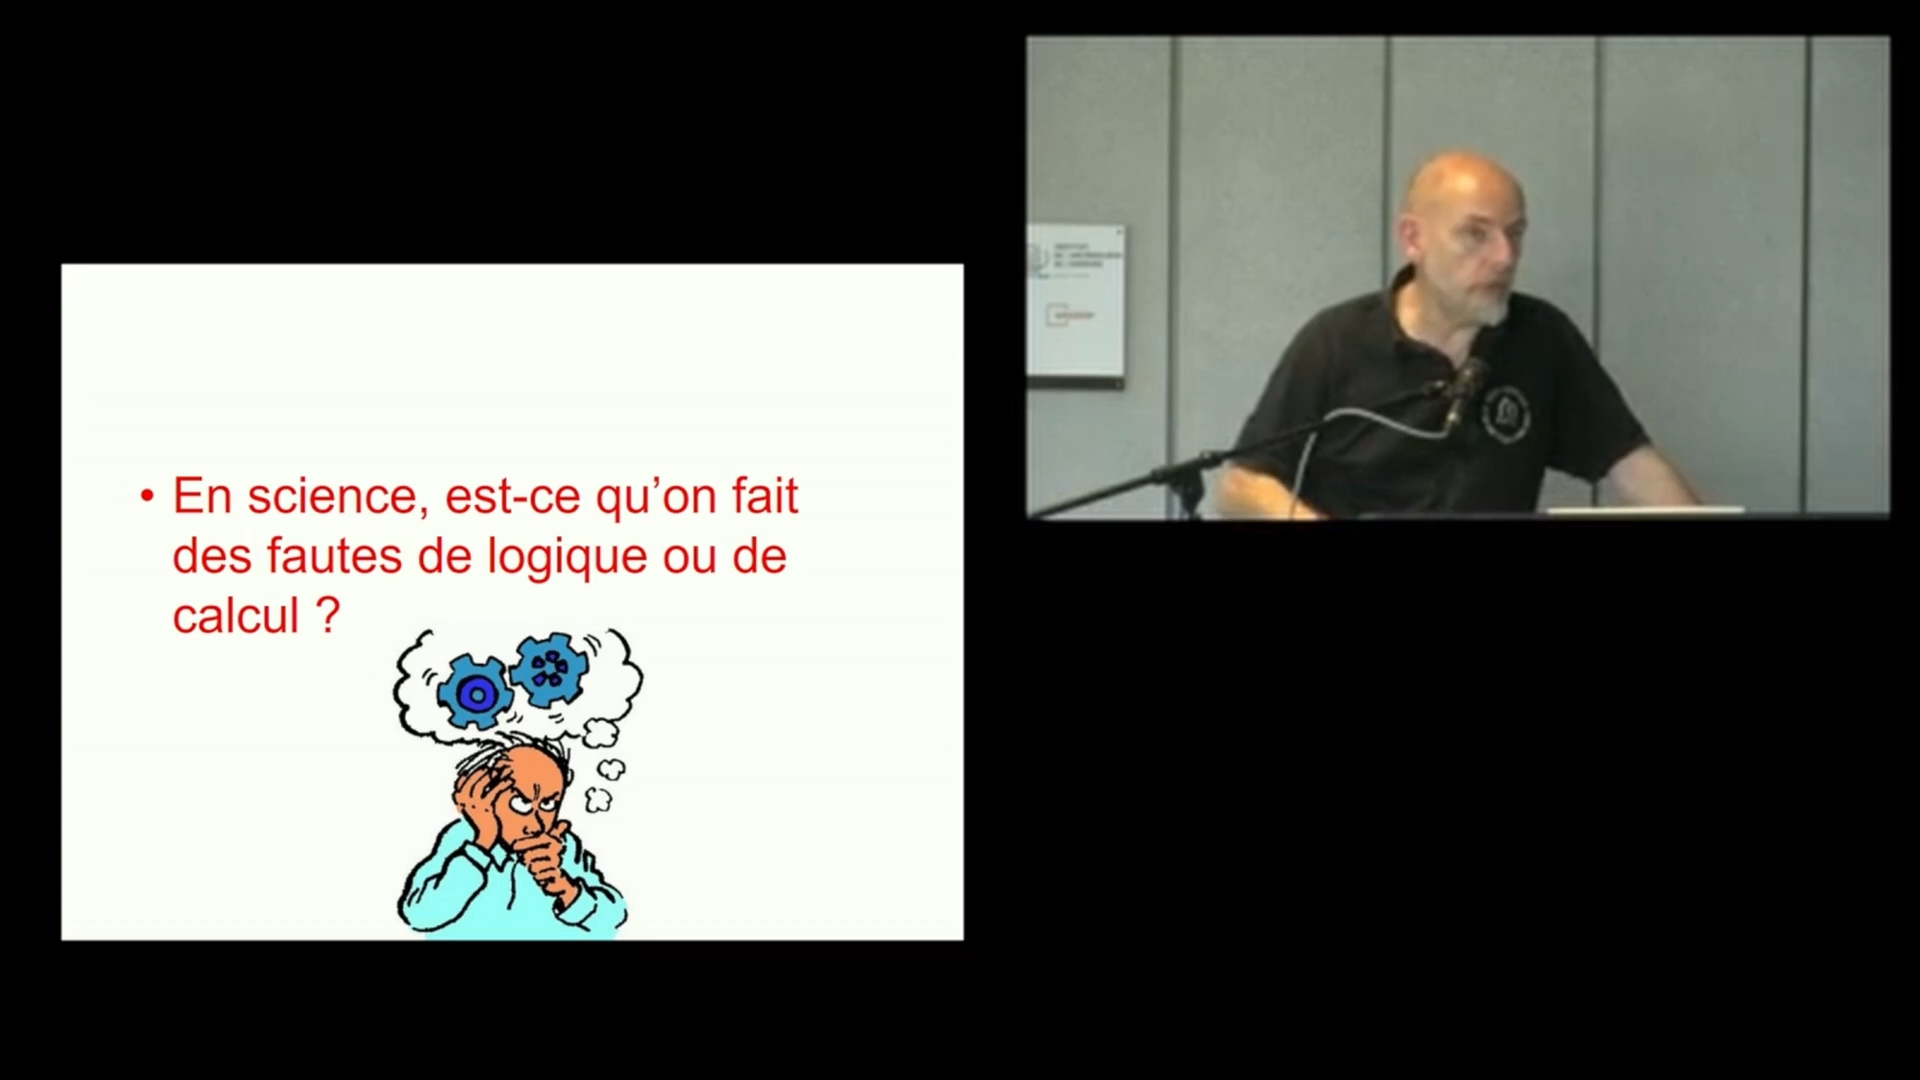 • En science, est-ce qu’on fait
des fautes de logique ou de
calcul ?